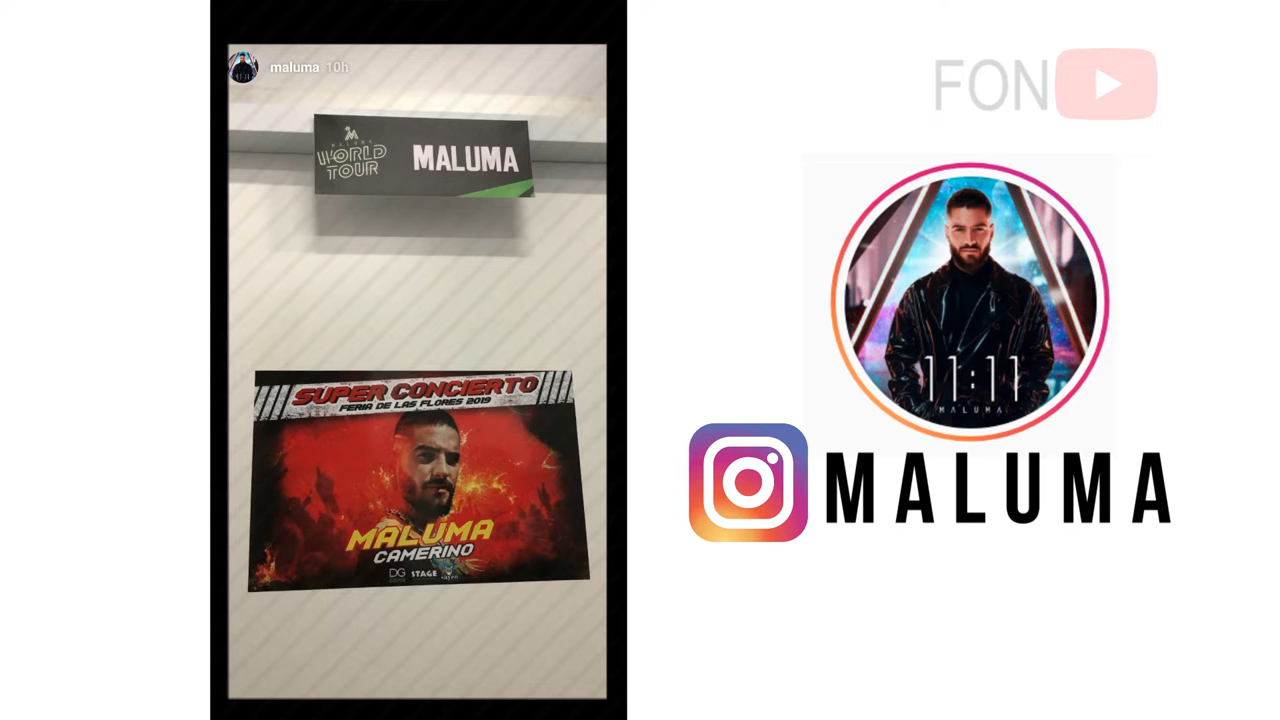 maluma 10h
MALUMA
WORLD
TOUR
MALUMA
SUPER CONCIERTO
FERIA DE LAS FLORES 2019
MALUMA
CAMERINO
DG
STAGE
FON
11:11
MALUMA
MALUMA